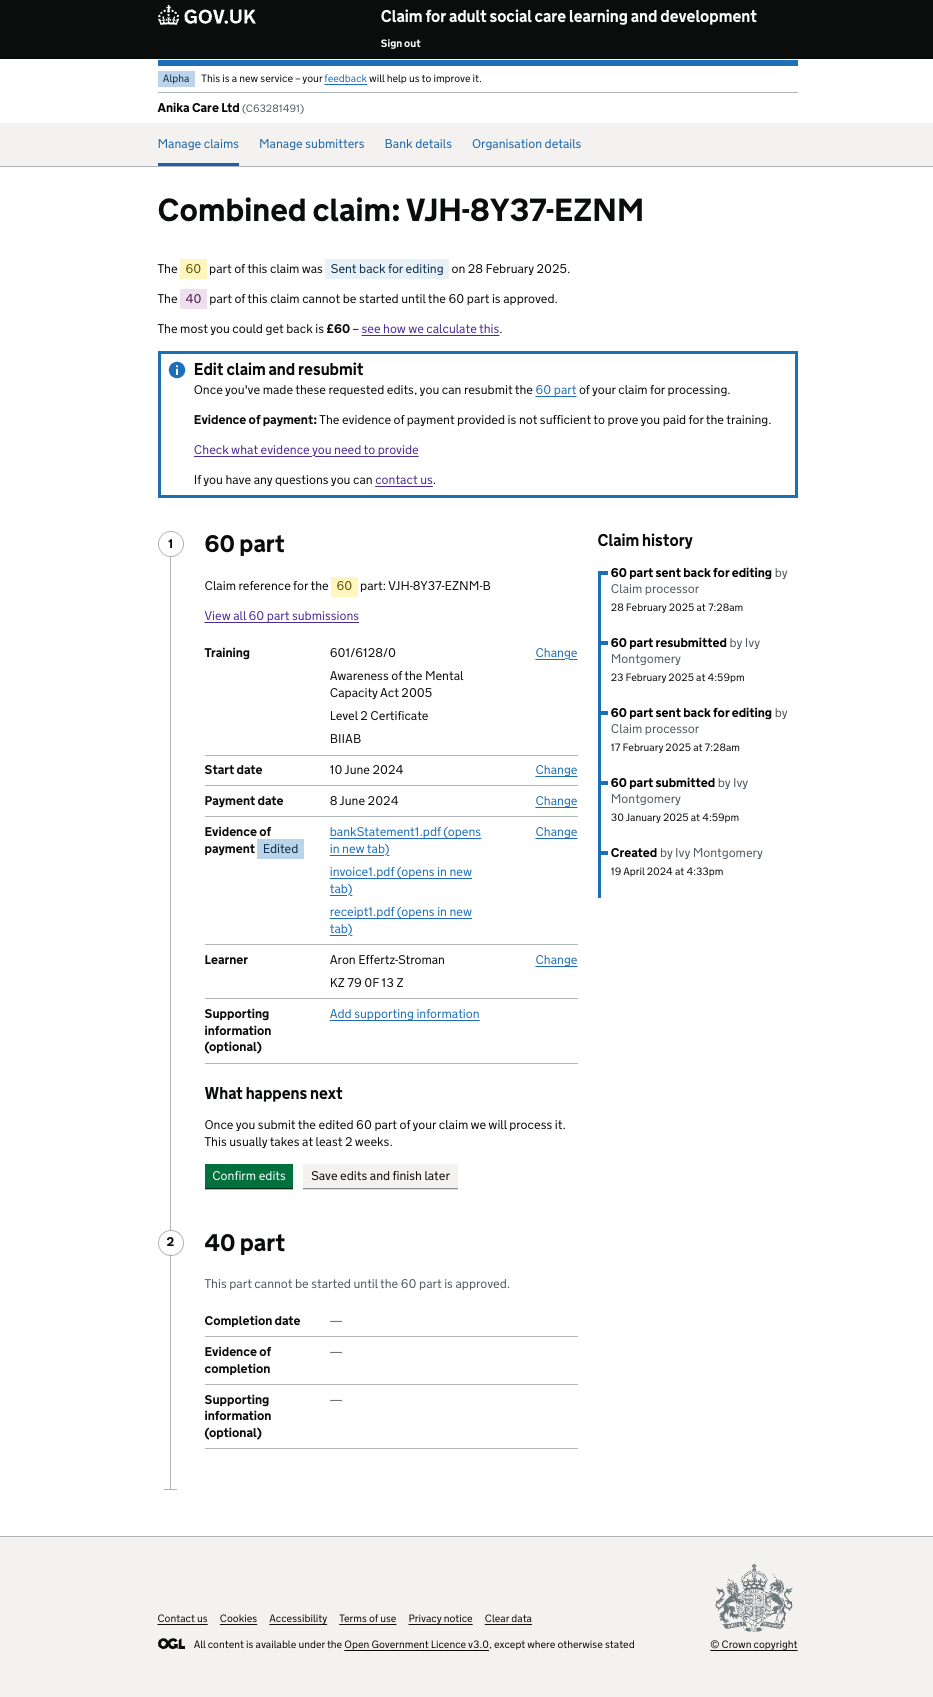 GOV.UK
Claim for adult social care learning and development
Sign out
Alpha This is a new service – your feedback will help us to improve it.
Anika Care Ltd (C63281491)
Manage claims Manage submitters Bank details Organisation details
Combined claim: VJH-8Y37-EZNM
The 60 part of this claim was Sent back for editing on 28 February 2025.
The 40 part of this claim cannot be started until the 60 part is approved.
The most you could get back is £60 – see how we calculate this.
Edit claim and resubmit
Once you've made these requested edits, you can resubmit the 60 part of your claim for processing.
Evidence of payment: The evidence of payment provided is not sufficient to prove you paid for the training.
Check what evidence you need to provide
If you have any questions you can contact us.
1
60 part
Claim reference for the 60 part: VJH-8Y37-EZNM-B
View all 60 part submissions
Training 601/6128/0 Change
Awareness of the Mental
Capacity Act 2005
Level 2 Certificate
BIIAB
Start date 10 June 2024 Change
Payment date 8 June 2024 Change
Evidence of bankStatement1.pdf (opens Change
payment Edited in new tab)
invoice1.pdf (opens in new
tab)
receipt1.pdf (opens in new
tab)
Learner Aron Effertz-Stroman Change
KZ 79 0F 13 Z
Supporting Add supporting information
information
(optional)
What happens next
Once you submit the edited 60 part of your claim we will process it.
This usually takes at least 2 weeks.
Confirm edits Save edits and finish later
Claim history
60 part sent back for editing by
Claim processor
28 February 2025 at 7:28am
60 part resubmitted by Ivy
Montgomery
23 February 2025 at 4:59pm
60 part sent back for editing by
Claim processor
17 February 2025 at 7:28am
60 part submitted by Ivy
Montgomery
30 January 2025 at 4:59pm
Created by Ivy Montgomery
19 April 2024 at 4:33pm
2
40 part
This part cannot be started until the 60 part is approved.
Completion date —
Evidence of —
completion
Supporting —
information
(optional)
Contact us Cookies Accessibility Terms of use Privacy notice Clear data
OGL All content is available under the Open Government Licence v3.0, except where otherwise stated
© Crown copyright